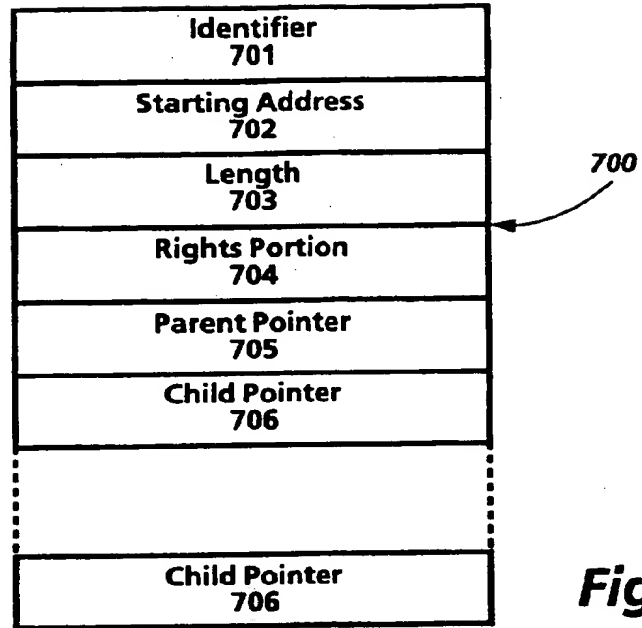 Identifier
701
Starting Address
702
Length
703
700
Rights Portion
704
Parent Pointer
705
Child Pointer
706
Child Pointer
706
Fig